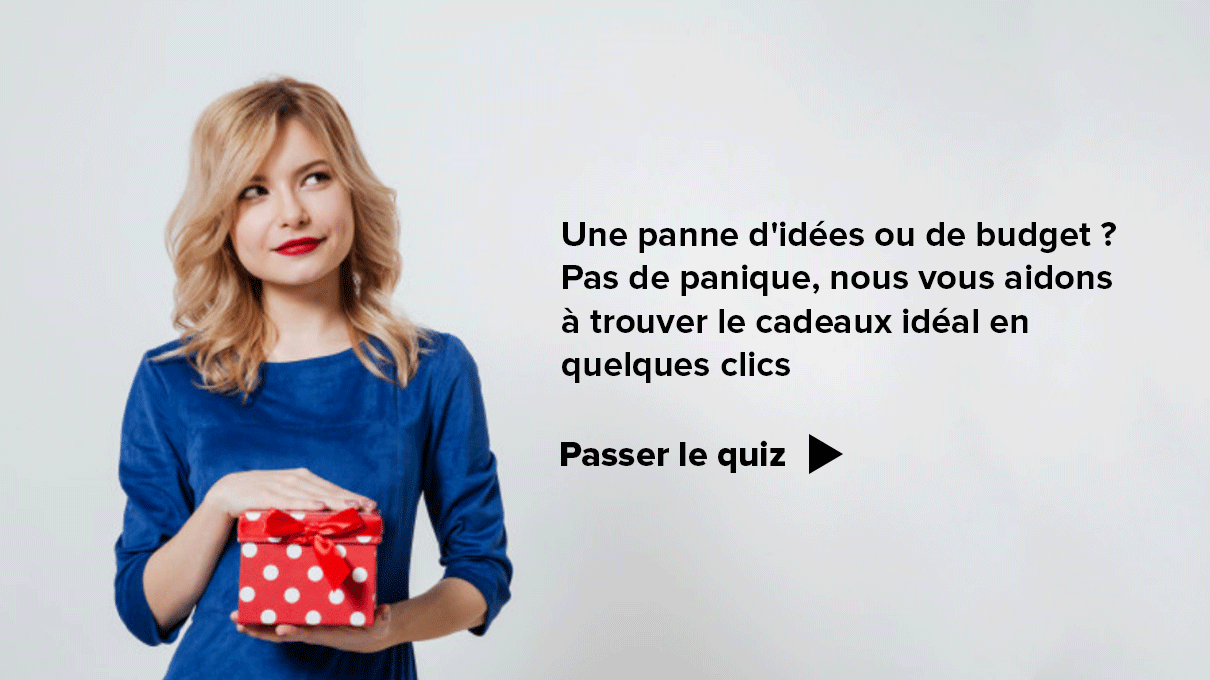 Une panne d'idées ou de budget ?
Pas de panique, nous vous aidons
à trouver le cadeaux idéal en
quelques clics
Passer le quiz